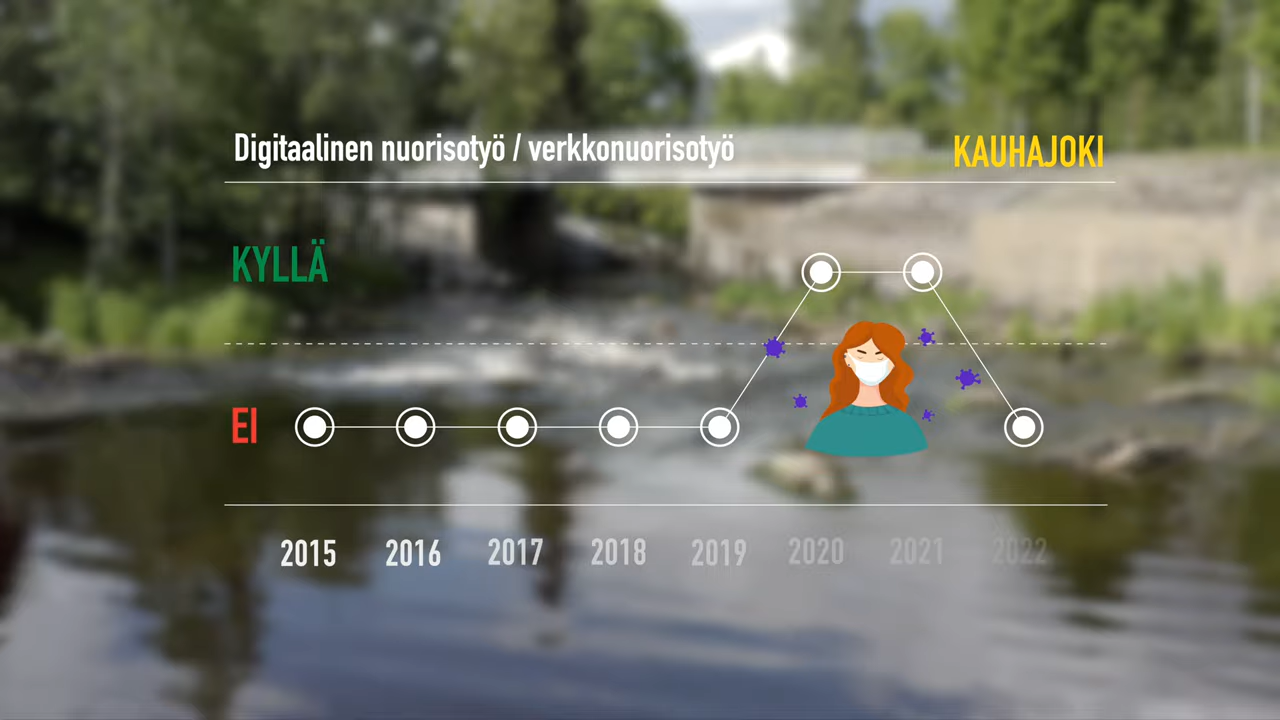 Digitaalinen nuorisotyö / verkkonuorisotyö KAUHAJOKI
KYLLÄ
EI
2015 2016 2017 2018 2019 2020 2021 2022